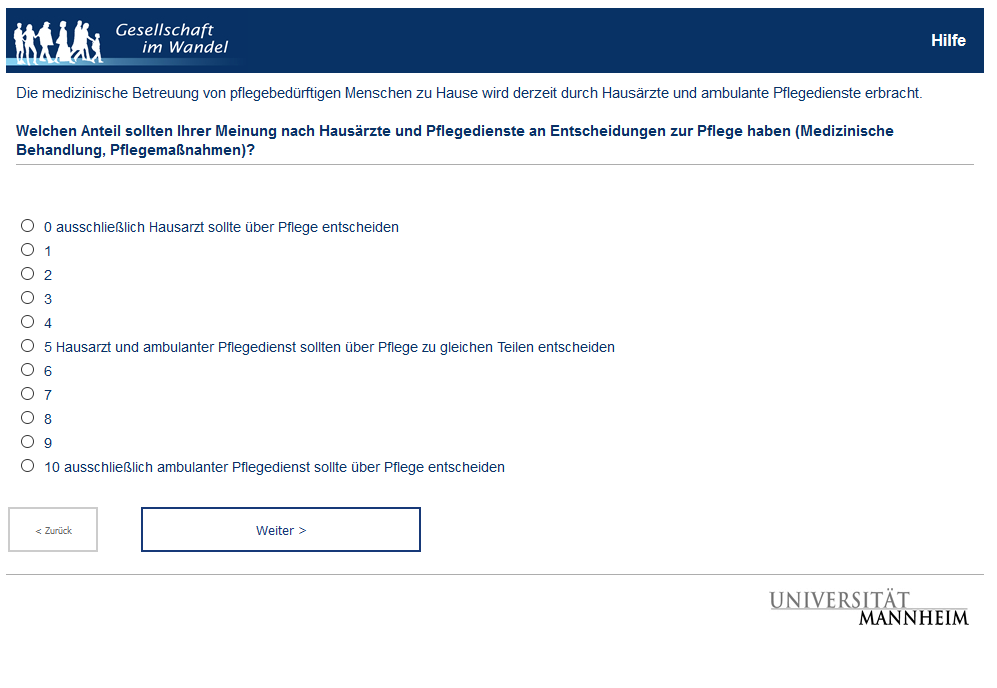 Gesellschaft
im Wandel
Hilfe
Die medizinische Betreuung von pflegebedürftigen Menschen zu Hause wird derzeit durch Hausärzte und ambulante Pflegedienste erbracht.
Welchen Anteil sollten Ihrer Meinung nach Hausärzte und Pflegedienste an Entscheidungen zur Pflege haben (Medizinische
Behandlung, Pflegemaßnahmen)?
0 ausschließlich Hausarzt sollte über Pflege entscheiden
1
2
3
4
5 Hausarzt und ambulanter Pflegedienst sollten über Pflege zu gleichen Teilen entscheiden
6
7
8
9
10 ausschließlich ambulanter Pflegedienst sollte über Pflege entscheiden
< Zurück
Weiter >
UNIVERSITÄT
MANNHEIM